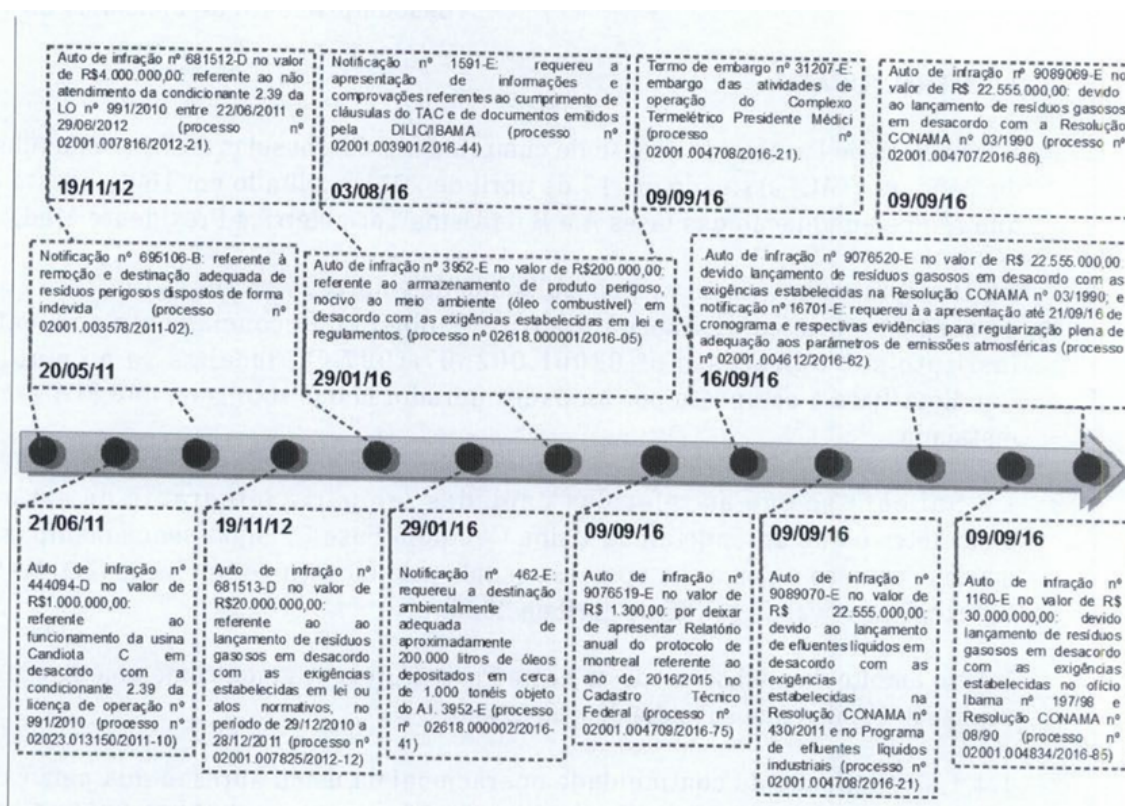 Auto de infração nº 681512-D no valor
de R$4.000.000,00: referente ao não
atendimento da condicionante 2.39 da
LO nº 991/2010 entre 22/06/2011 e
29/06/2012 (processo nº
02001.007816/2012-21).
19/11/12
Notificação nº 1591-E: requereu a
apresentação de informações e
comprovações referentes ao cumprimento de
cláusulas do TAC e de documentos emitidos
pela DILIC/IBAMA (processo nº
02001.003901/2016-44)
03/08/16
Termo de embargo nº 31207-E:
embargo das atividades de
operação do Complexo
Termelétrico Presidente Médici
(processo nº
02001.004708/2016-21).
09/09/16
Auto de infração nº 9089069-E no
valor de R$ 22.555.000,00: devido
ao lançamento de resíduos gasosos
em desacordo com a Resolução
CONAMA nº 03/1990 (processo nº
02001.004707/2016-86).
09/09/16
Notificação nº 695106-B: referente à
remoção e destinação adequada de
resíduos perigosos dispostos de forma
indevida (processo nº
02001.003578/2011-02).
20/05/11
Auto de infração nº 3952-E no valor de R$200.000,00:
referente ao armazenamento de produto perigoso,
nocivo ao meio ambiente (óleo combustível) em
desacordo com as exigências estabelecidas em lei e
regulamentos. (processo nº 02618.000001/2016-05)
29/01/16
Auto de infração nº 9076520-E no valor de R$ 22.555.000,00:
devido lançamento de resíduos gasosos em desacordo com as
exigências estabelecidas na Resolução CONAMA nº 03/1990; e
notificação nº 16701-E: requereu à a apresentação até 21/09/16 de
cronograma e respectivas evidências para regularização plena de
adequação aos parâmetros de emissões atmosféricas (processo
nº 02001.004612/2016-62)
16/09/16
21/06/11
Auto de infração nº
444094-D no valor de
R$1.000.000,00:
referente ao
funcionamento da usina
Candiota C em
desacordo com a
condicionante 2.39 da
licença de operação nº
991/2010 (processo nº
02023.013150/2011-10)
19/11/12
Auto de infração nº
681513-D no valor de
R$20.000.000,00:
referente ao ao
lançamento de resíduos
gasosos em desacordo
com as exigências
estabelecidas em lei ou
atos normativos, no
período de 29/12/2010 a
28/12/2011 (processo nº
02001.007825/2012-12)
29/01/16
Notificação nº 462-E:
requereu a destinação
ambientalmente
adequada de
aproximadamente
200.000 litros de óleos
depositados em cerca
de 1.000 tonéis objeto
do A.I. 3952-E (processo
nº 02618.000002/2016-
41)
09/09/16
Auto de infração nº
9076519-E no valor de
R$ 1.300,00: por deixar
de apresentar Relatório
anual do protocolo de
montreal referente ao
ano de 2016/2015 no
Cadastro Técnico
Federal (processo nº
02001.004709/2016-75)
09/09/16
Auto de infração nº
9089070-E no valor de
R$ 22.555.000,00:
devido ao lançamento
de efluentes líquidos em
desacordo com as
exigências
estabelecidas na
Resolução CONAMA nº
430/2011 e no Programa
de efluentes líquidos
industriais (processo nº
02001.004708/2016-21)
09/09/16
Auto de infração nº
1160-E no valor de R$
30.000.000,00: devido
lançamento de resíduos
gasosos em desacordo
com as exigências
estabelecidas no ofício
Ibama nº 197/98 e
Resolução CONAMA nº
08/90 (processo nº
02001.004834/2016-85)